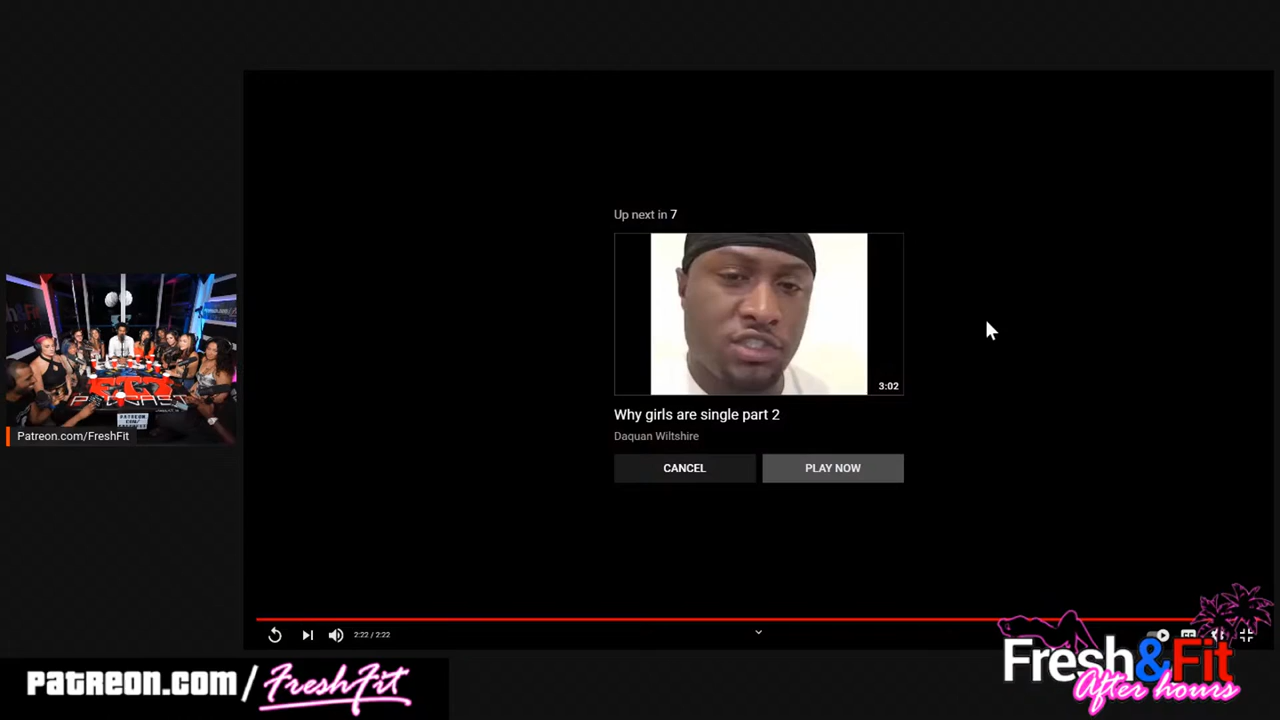 Up next in 7
3:02
Why girls are single part 2
Daquan Wiltshire
CANCEL
PLAY NOW
Patreon.com/FreshFit
2:22 / 2:22
Patreon.com/FreshFit
Fresh&Fit
After hours